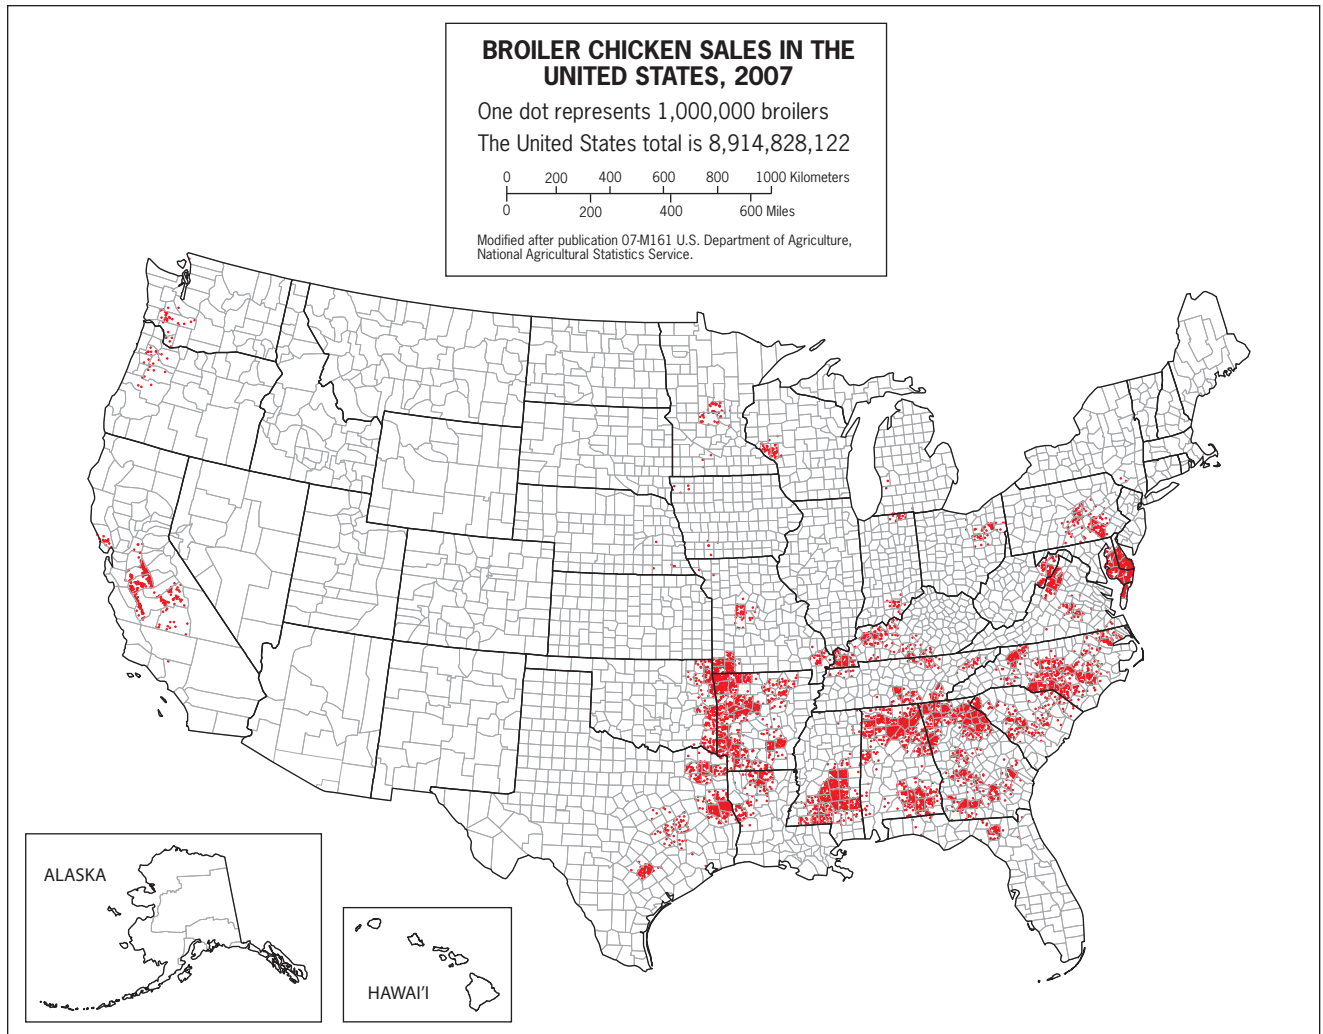 BROILER CHICKEN SALES IN THE
UNITED STATES, 2007
One dot represents 1,000,000 broilers
The United States total is 8,914,828,122
0 200 400 600 800 1000 Kilometers
0 200 400 600 Miles
Modified after publication 07-M161 U.S. Department of Agriculture,
National Agricultural Statistics Service.
ALASKA
HAWAI'I